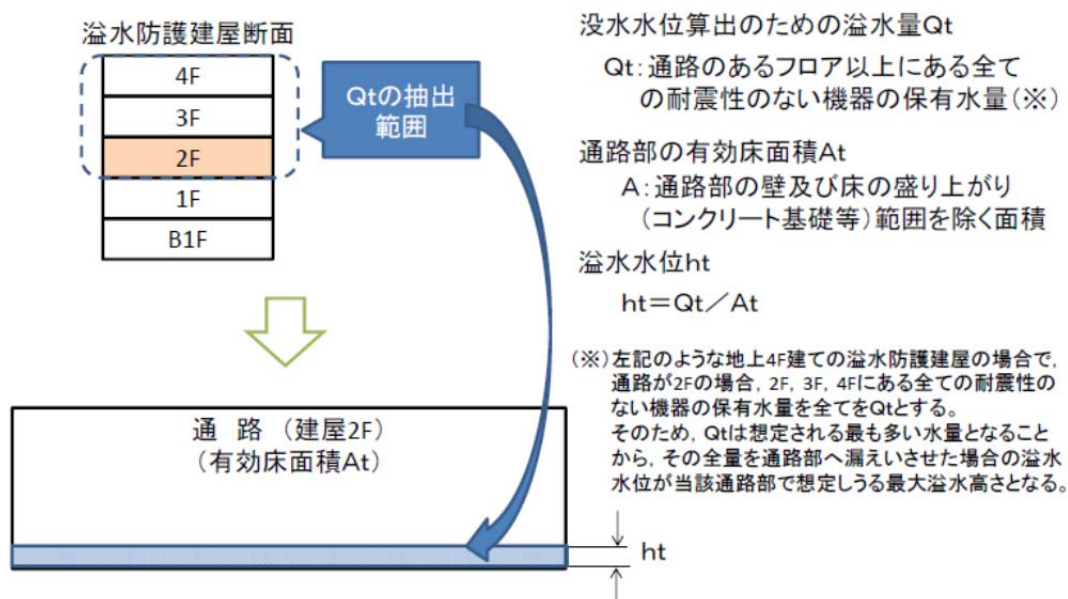 溢水防護建屋断面
4F
3F
2F
1F
B1F
Qtの抽出
範囲
没水水位算出のための溢水量Qt
Qt：通路のあるフロア以上にある全て
の耐震性のない機器の保有水量（※）
通路部の有効床面積At
A：通路部の壁及び床の盛り上がり
（コンクリート基礎等）範囲を除く面積
溢水水位ht
ht＝Qt／At
（※）左記のような地上4F建ての溢水防護建屋の場合で，
通路が2Fの場合，2F，3F，4Fにある全ての耐震性の
ない機器の保有水量を全てをQtとする。
そのため，Qtは想定される最も多い水量となること
から，その全量を通路部へ漏えいさせた場合の溢水
水位が当該通路部で想定しうる最大溢水高さとなる。
通　路　（建屋2F）
（有効床面積At）
ht